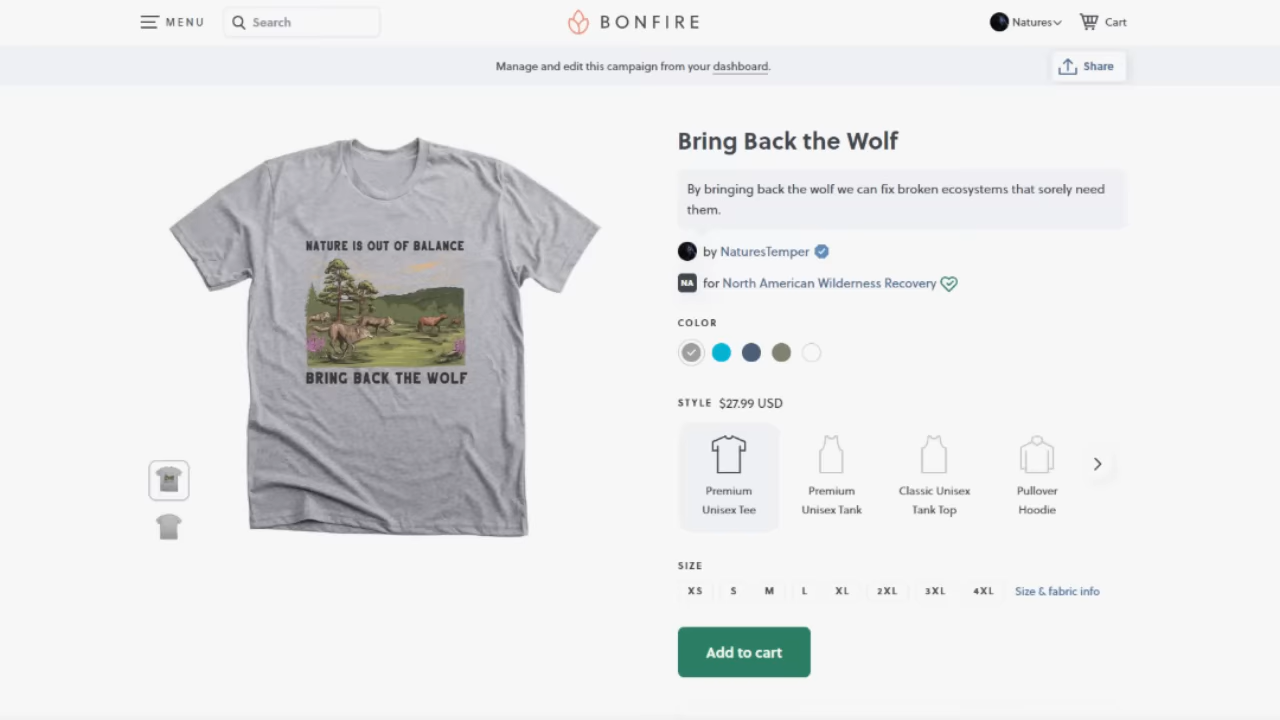 MENU
Search
BONFIRE
Natures
Cart
Manage and edit this campaign from your dashboard.
Share
NATURE IS OUT OF BALANCE
BRING BACK THE WOLF
Bring Back the Wolf
By bringing back the wolf we can fix broken ecosystems that sorely need
them.
by NaturesTemper
NA for North American Wilderness Recovery
COLOR
STYLE $27.99 USD
Premium
Unisex Tee
Premium
Unisex Tank
Classic Unisex
Tank Top
Pullover
Hoodie
SIZE
XS S M L XL 2XL 3XL 4XL Size & fabric info
Add to cart